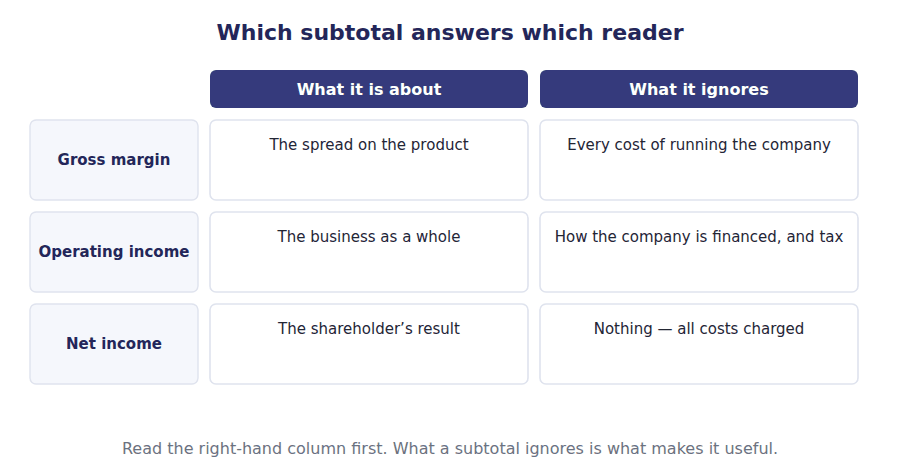 Which subtotal answers which reader
What it is about
What it ignores
Gross margin
The spread on the product
Every cost of running the company
Operating income
The business as a whole
How the company is financed, and tax
Net income
The shareholder’s result
Nothing — all costs charged
Read the right-hand column first. What a subtotal ignores is what makes it useful.